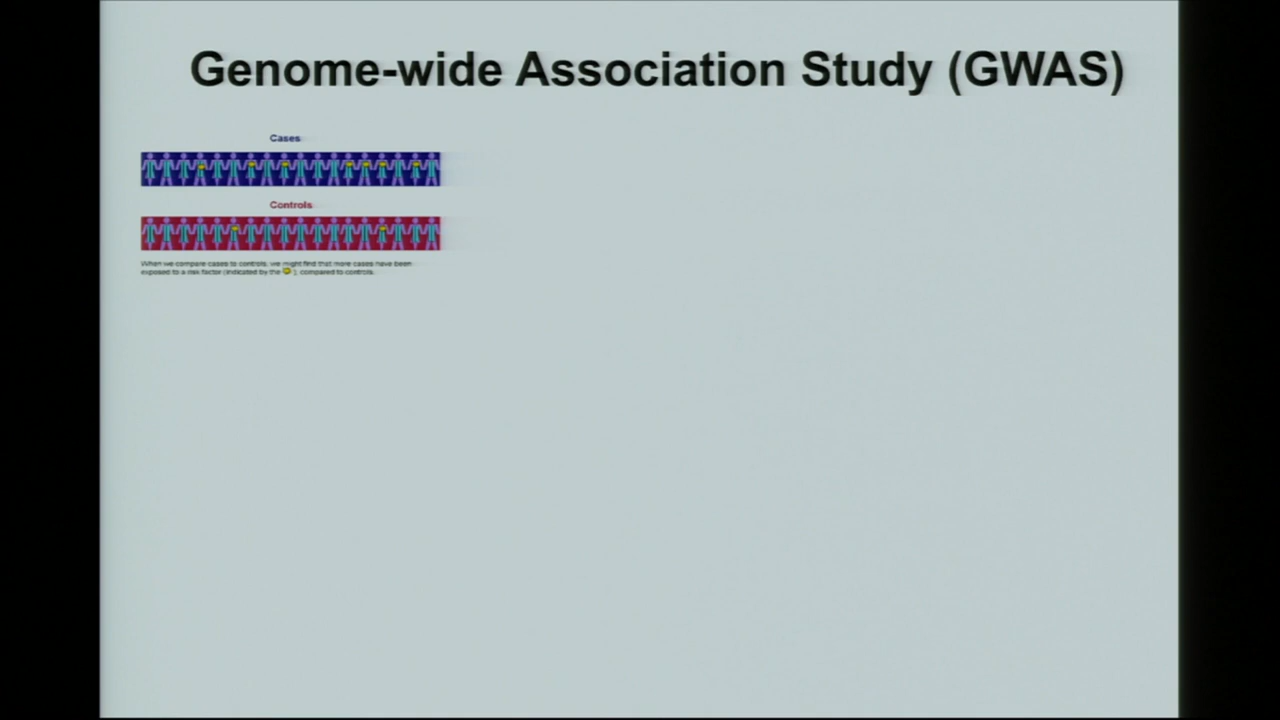 Genome-wide Association Study (GWAS)
Cases
Controls
When we compare cases to controls, we might find that more cases have been
exposed to a risk factor (indicated by the ), compared to controls.